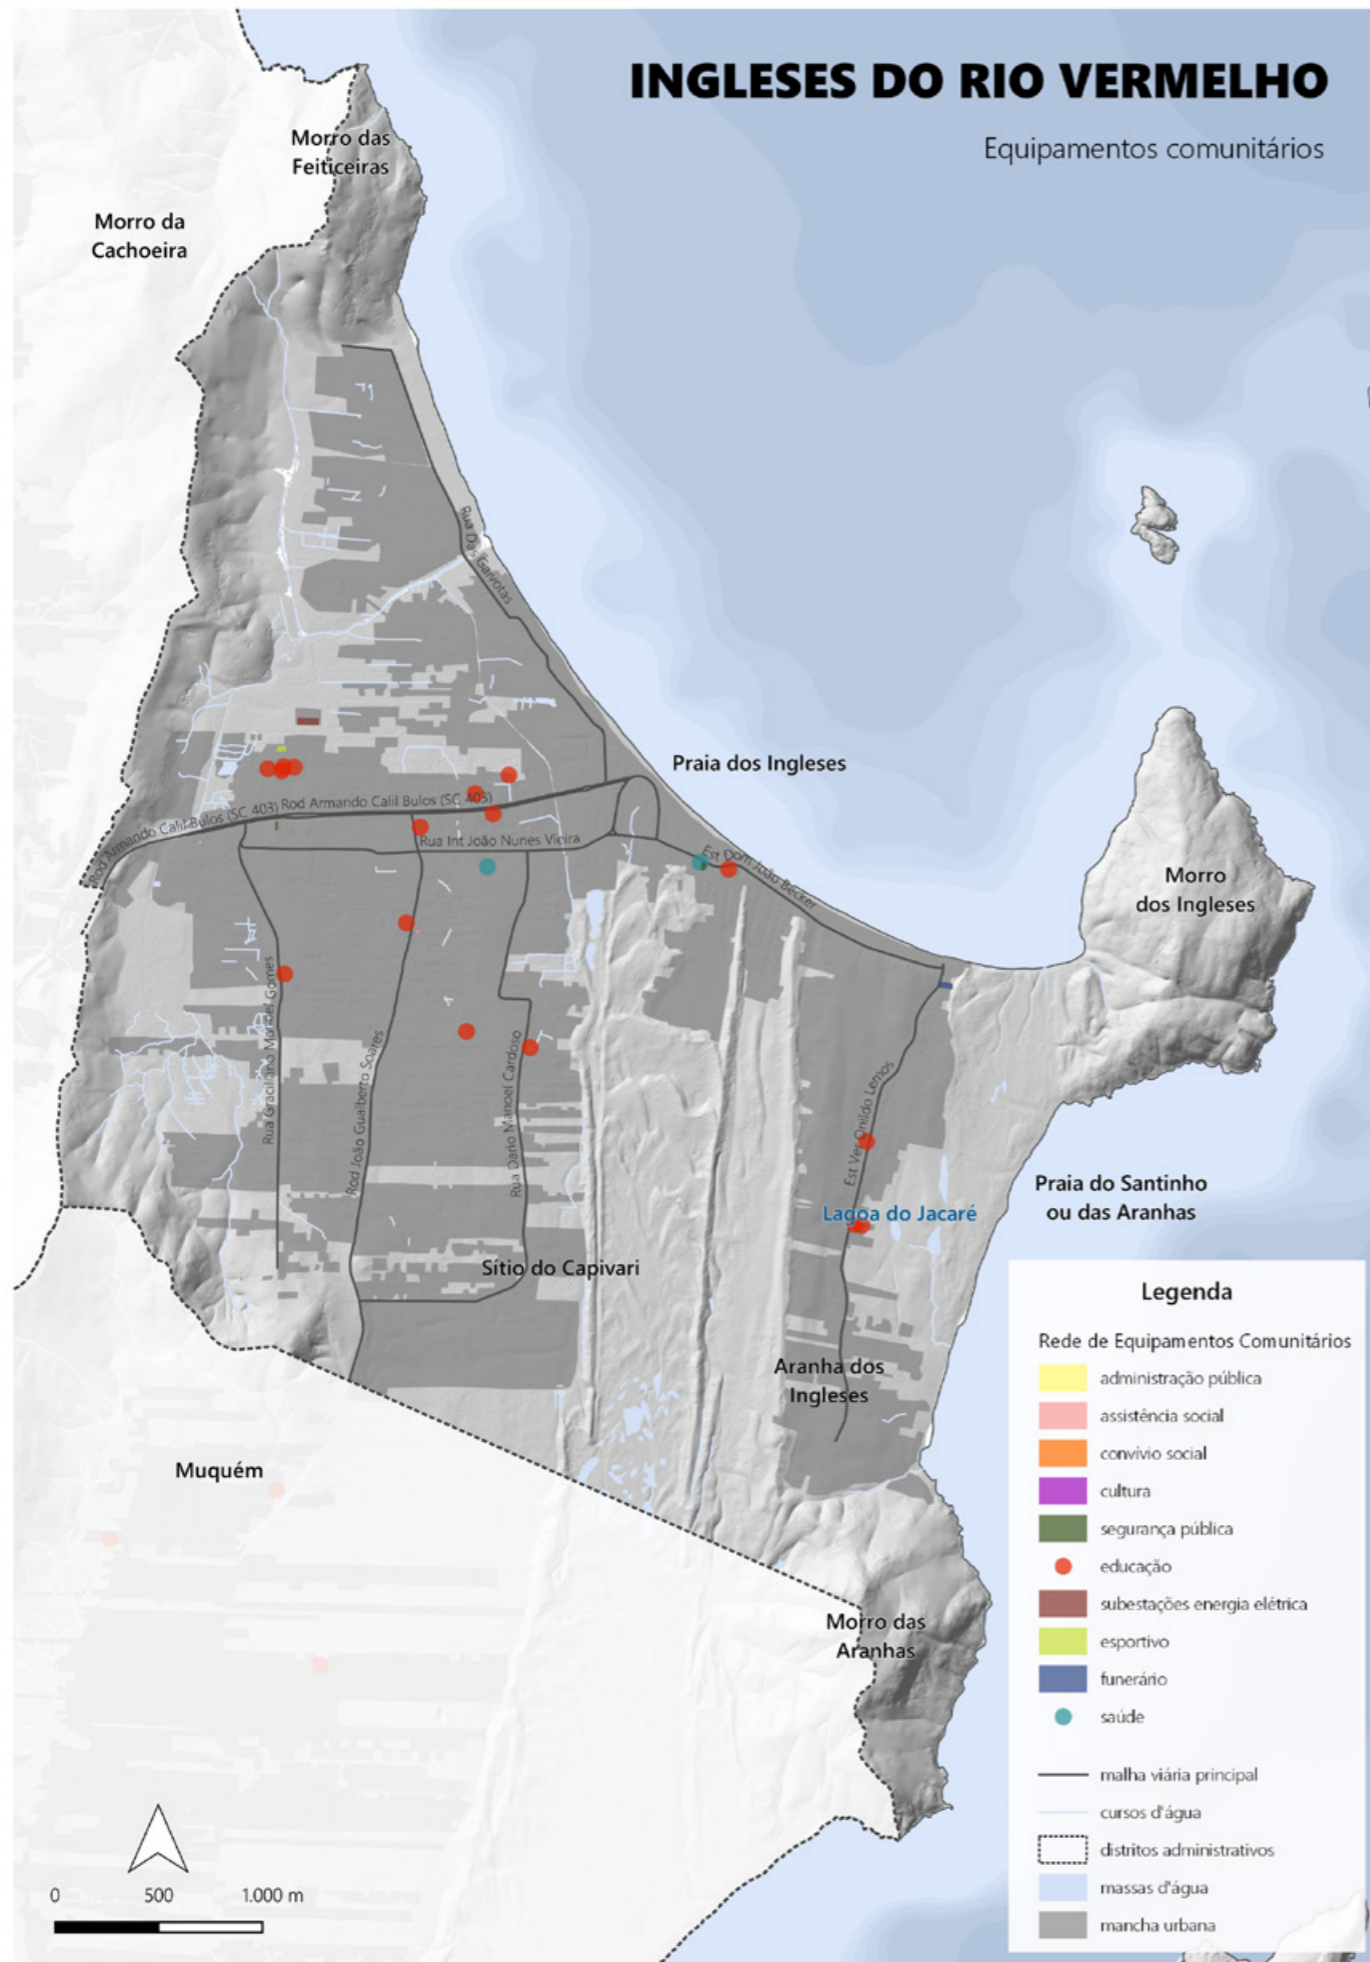 INGLESES DO RIO VERMELHO
Equipamentos comunitários
Morro das
Feiticeiras
Morro da
Cachoeira
Rua Das Gaivotas
Praia dos Ingleses
Rod Armando Calil Bulos (SC 403)
Rod Armando Calil Bulos (SC 403)
Rua Int João Nunes Vieira
Est Dom João Becker
Morro
dos Ingleses
Rua Graciliano Manoel Gomes
Rod João Gualberto Soares
Rua Dario Manoel Cardoso
Est Ver Onildo Lemos
Praia do Santinho
ou das Aranhas
Lagoa do Jacaré
Sítio do Capivari
Aranha dos
Ingleses
Muquém
Morro das
Aranhas
Legenda
Rede de Equipamentos Comunitários
administração pública
assistência social
convívio social
cultura
segurança pública
educação
subestações energia elétrica
esportivo
funerário
saúde
malha viária principal
cursos d'água
distritos administrativos
massas d'água
mancha urbana
0 500 1.000 m